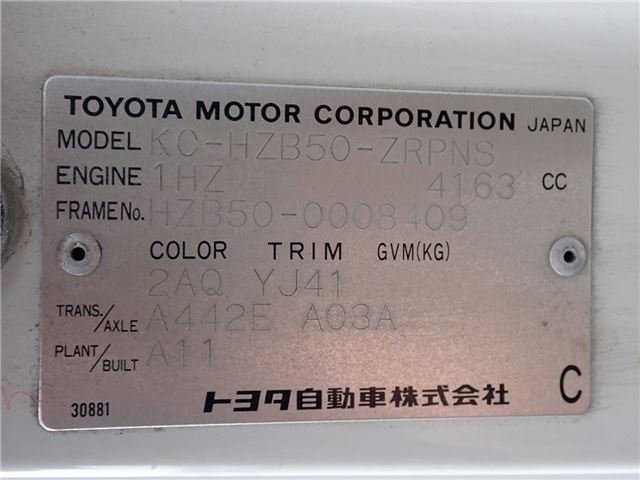 TOYOTA MOTOR CORPORATION JAPAN
MODEL KC-HZB50-ZRPNS
ENGINE 1HZ 4163 CC
FRAME No. HZB50-0008409
COLOR TRIM GVM(KG)
2AQ YJ41
TRANS./AXLE A442E A03A
PLANT/BUILT A11
30881 トヨタ自動車株式会社 C